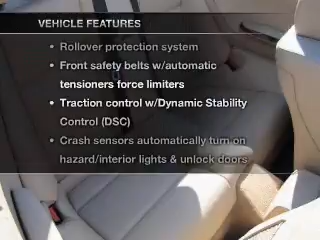 VEHICLE FEATURES
• Rollover protection system
• Front safety belts w/automatic
tensioners force limiters
• Traction control w/Dynamic Stability
Control (DSC)
• Crash sensors automatically turn on
hazard/interior lights & unlock doors